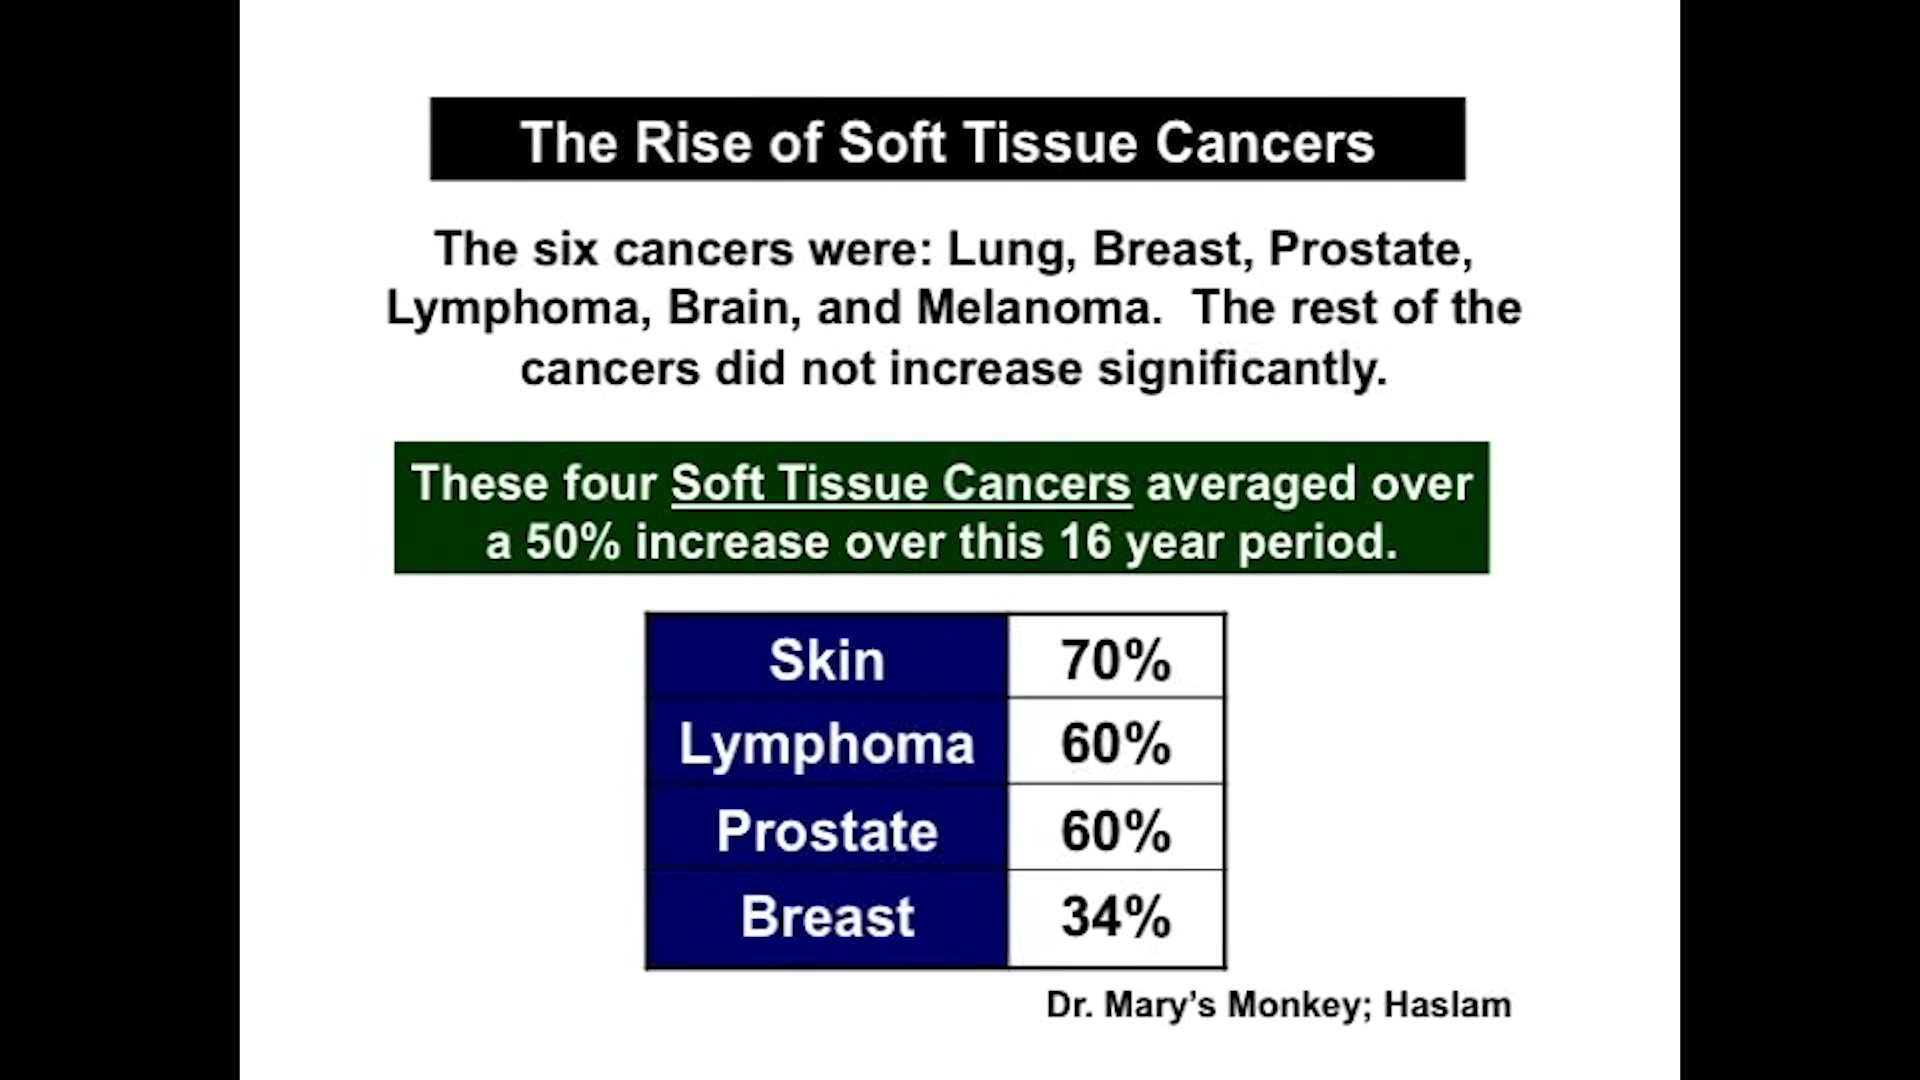 The Rise of Soft Tissue Cancers
The six cancers were: Lung, Breast, Prostate,
Lymphoma, Brain, and Melanoma. The rest of the
cancers did not increase significantly.
These four Soft Tissue Cancers averaged over
a 50% increase over this 16 year period.
Skin 70%
Lymphoma 60%
Prostate 60%
Breast 34%
Dr. Mary's Monkey; Haslam